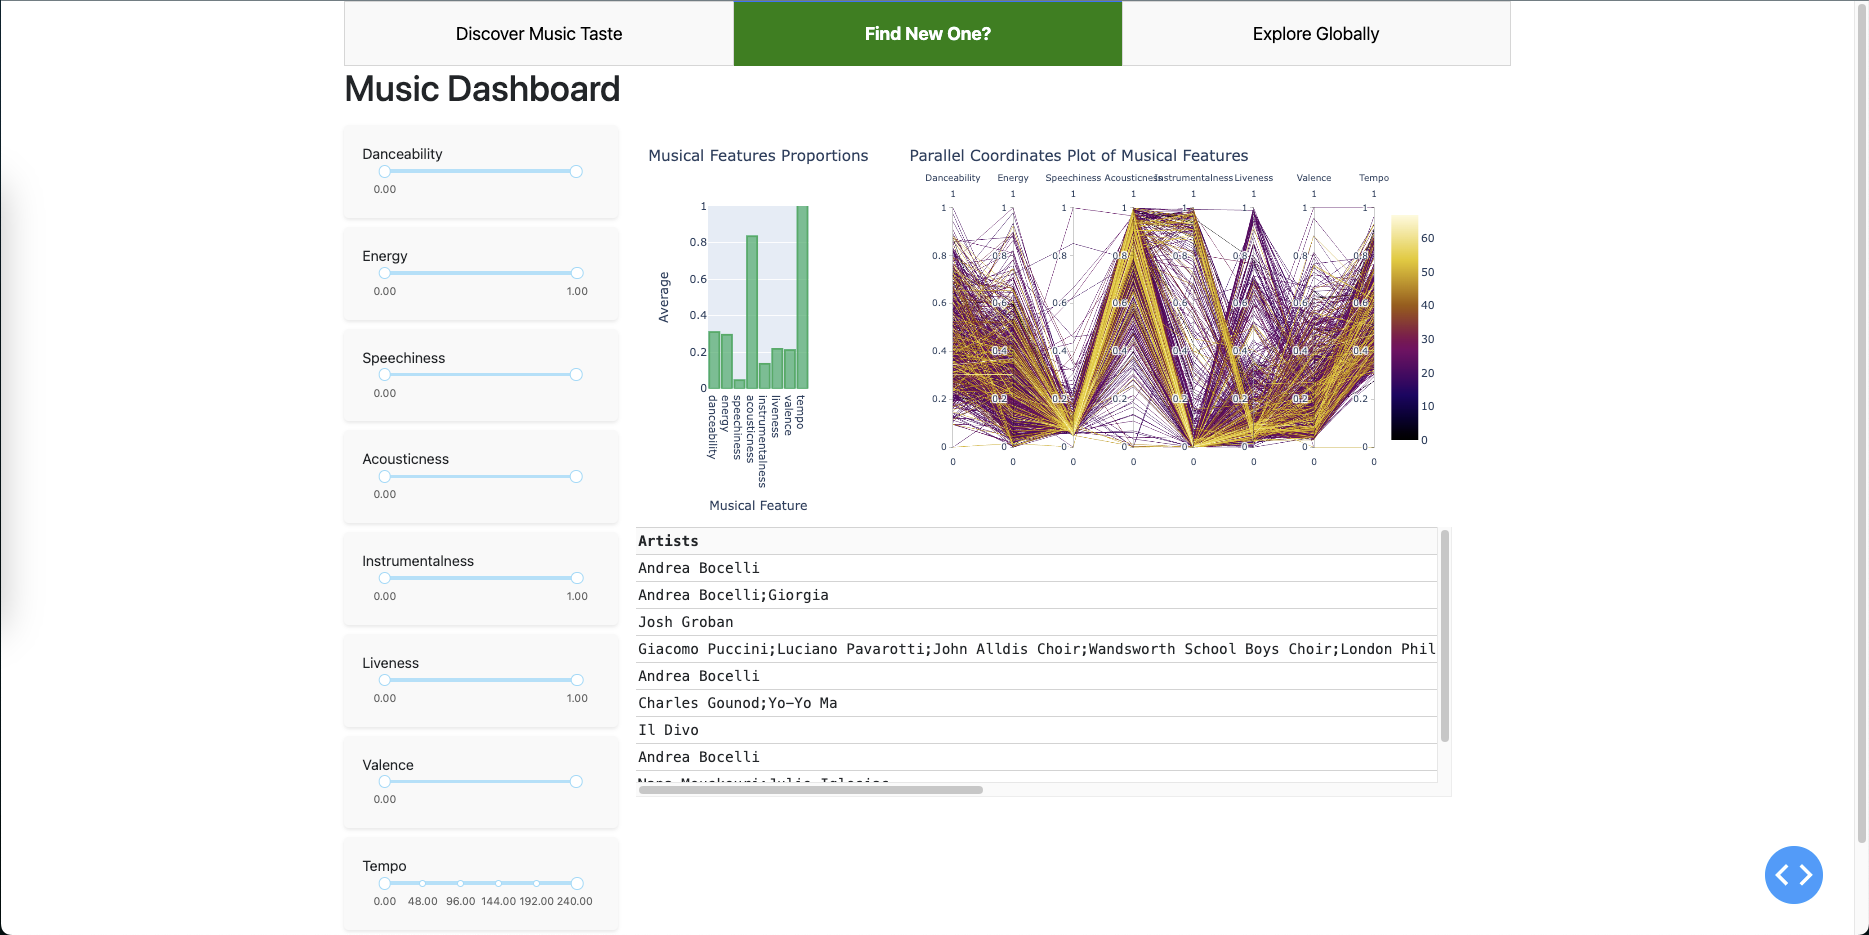 Discover Music Taste
Find New One?
Explore Globally
Music Dashboard
Danceability
0.00
Energy
0.00 1.00
Speechiness
0.00
Acousticness
0.00
Instrumentalness
0.00 1.00
Liveness
0.00 1.00
Valence
0.00
Tempo
0.00 48.00 96.00 144.00 192.00 240.00
Musical Features Proportions
Average
1
0.8
0.6
0.4
0.2
0
danceability
energy
speechiness
acousticness
instrumentalness
liveness
valence
tempo
Musical Feature
Parallel Coordinates Plot of Musical Features
Danceability Energy Speechiness Acousticness Instrumentalness Liveness Valence Tempo
1 1 1 1 1 1 1 1
1 1 1 1 1 1 1 1
0.8 0.8 0.8 0.8 0.8 0.8 0.8 0.8
0.6 0.6 0.6 0.6 0.6 0.6 0.6 0.6
0.4 0.4 0.4 0.4 0.4 0.4 0.4 0.4
0.2 0.2 0.2 0.2 0.2 0.2 0.2 0.2
0 0 0 0 0 0 0 0
0 0 0 0 0 0 0 0
60
50
40
30
20
10
0
Artists
Andrea Bocelli
Andrea Bocelli;Giorgia
Josh Groban
Giacomo Puccini;Luciano Pavarotti;John Alldis Choir;Wandsworth School Boys Choir;London Phil
Andrea Bocelli
Charles Gounod;Yo-Yo Ma
Il Divo
Andrea Bocelli